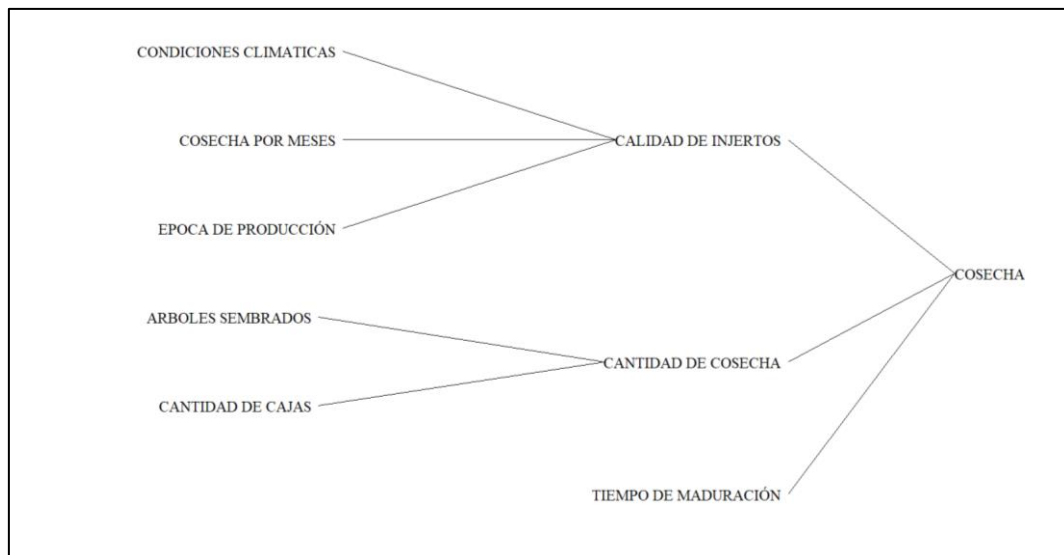 CONDICIONES CLIMATICAS
COSECHA POR MESES
CALIDAD DE INJERTOS
EPOCA DE PRODUCCIÓN
COSECHA
ARBOLES SEMBRADOS
CANTIDAD DE COSECHA
CANTIDAD DE CAJAS
TIEMPO DE MADURACIÓN